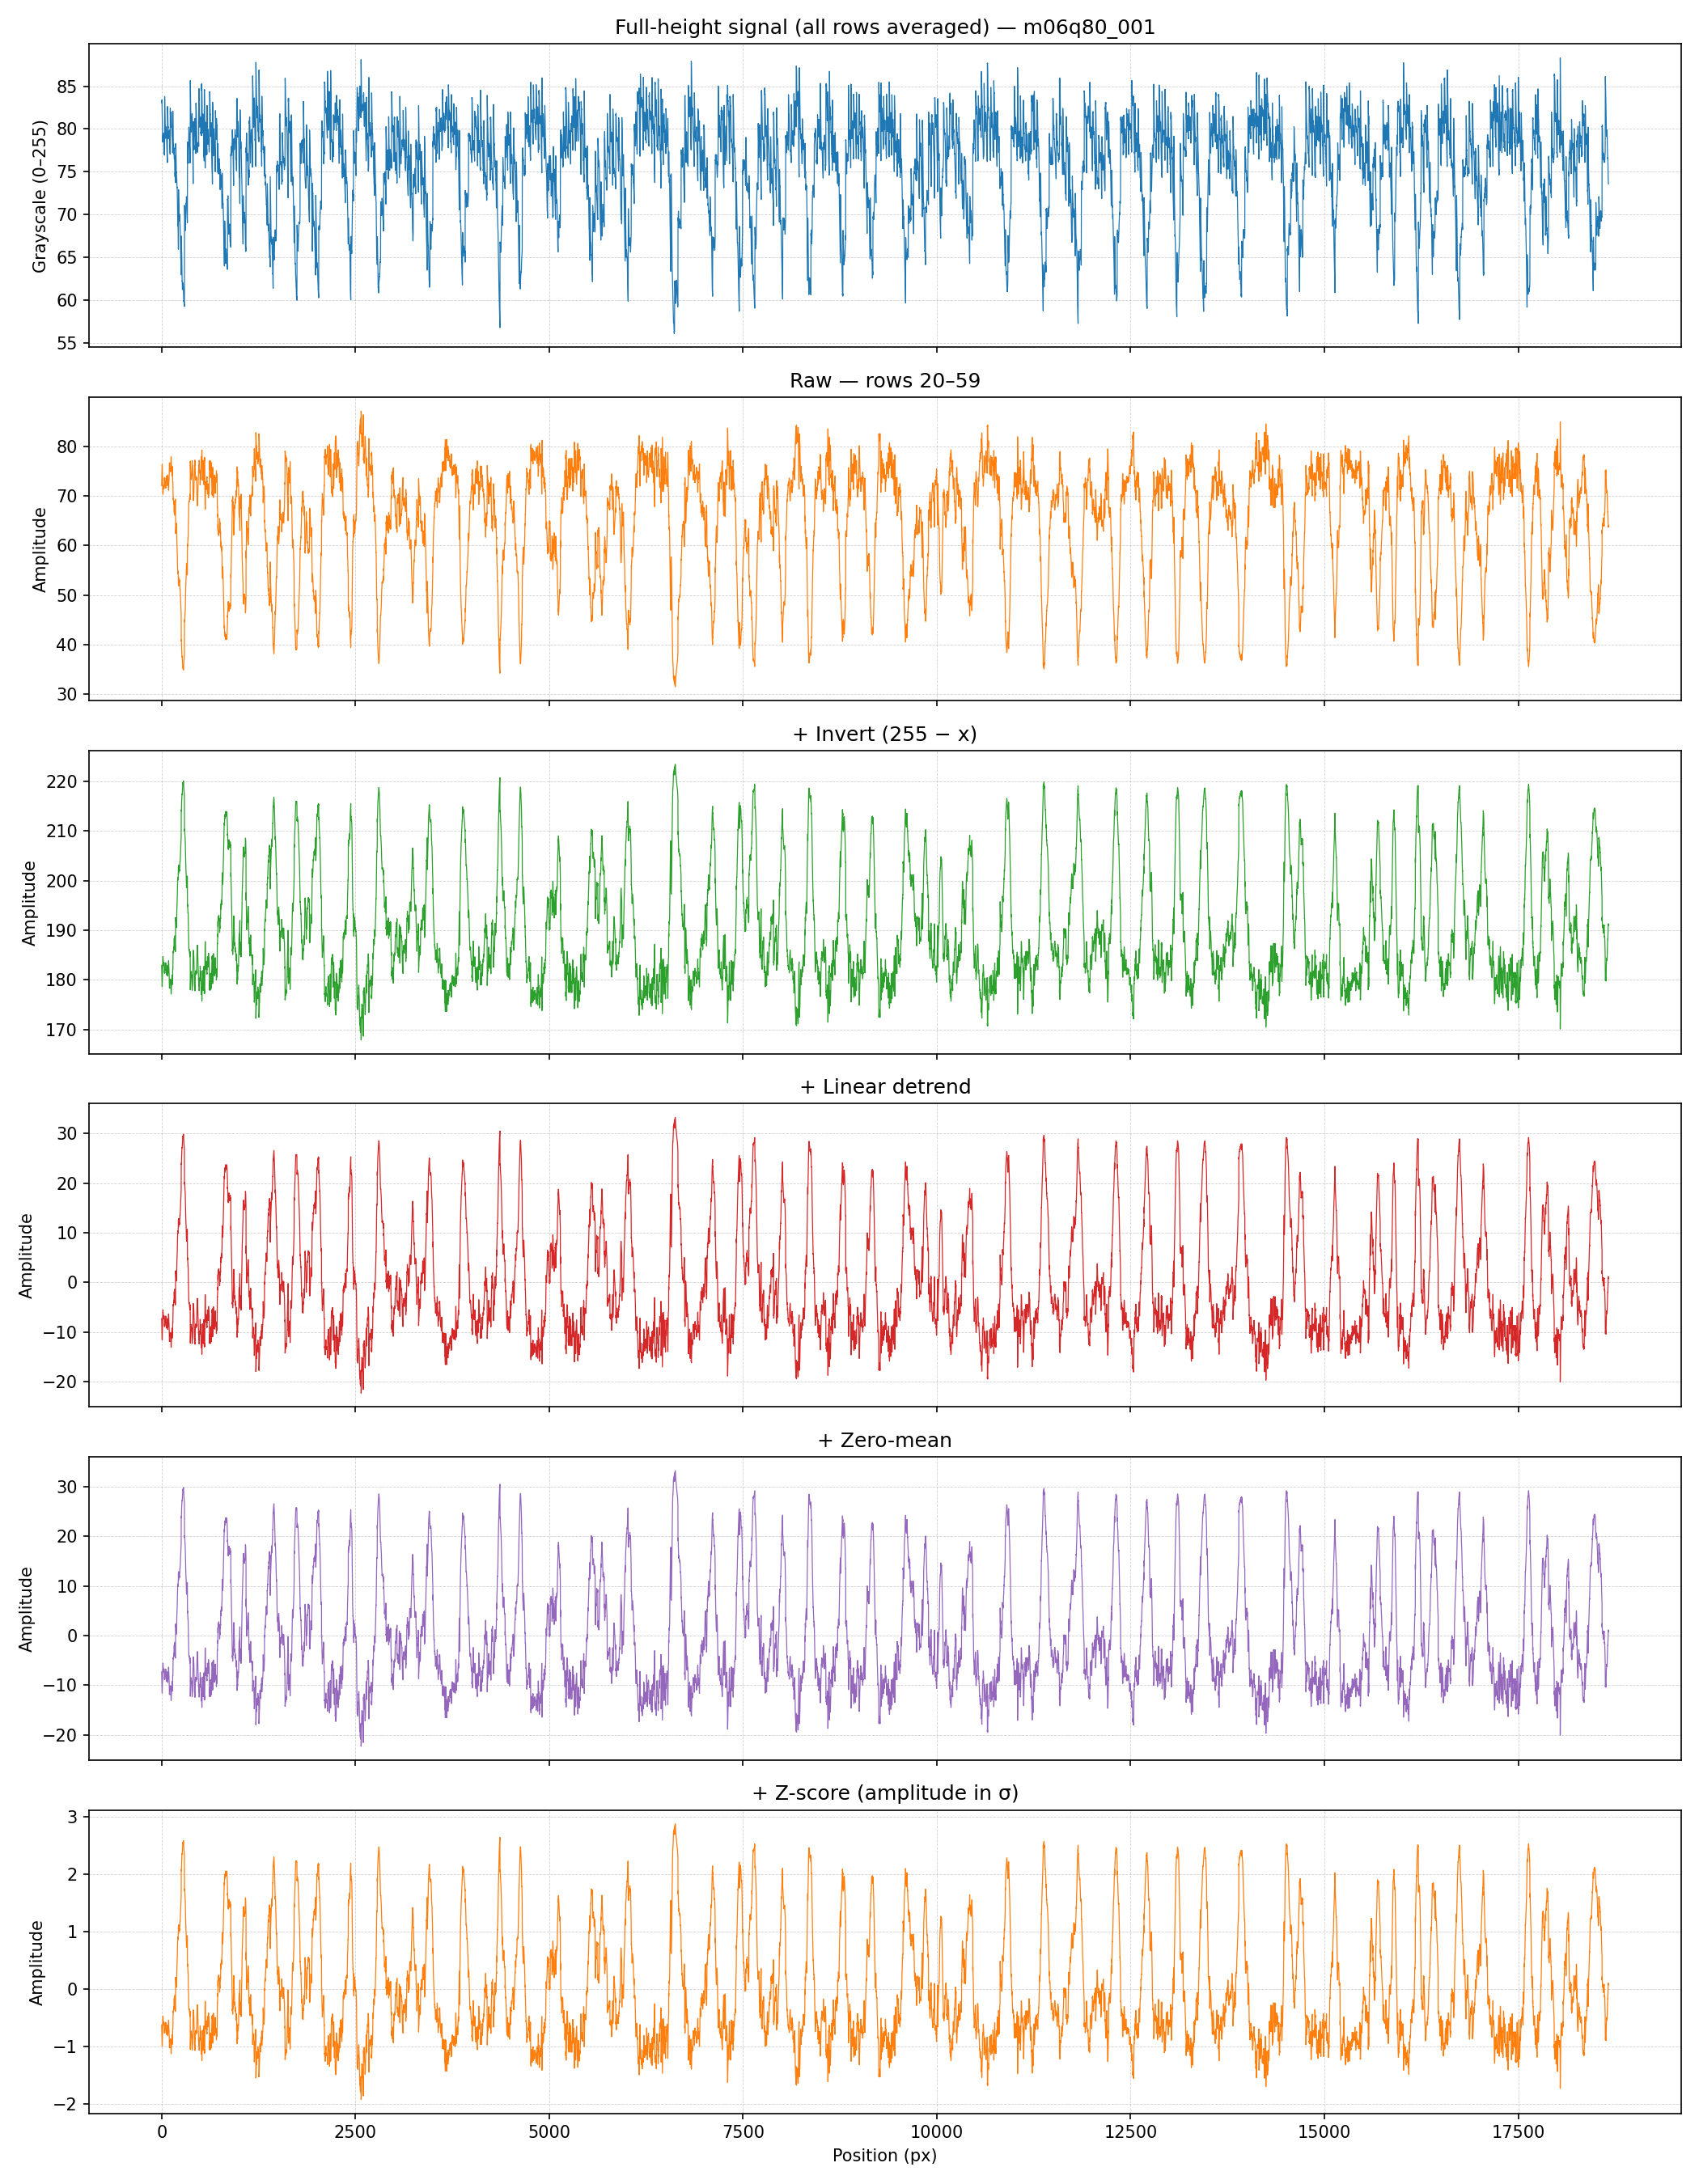 Full-height signal (all rows averaged) — m06q80_001
Grayscale (0–255)
85
80
75
70
65
60
55
Raw — rows 20–59
Amplitude
80
70
60
50
40
30
+ Invert (255 − x)
Amplitude
220
210
200
190
180
170
+ Linear detrend
Amplitude
30
20
10
0
−10
−20
+ Zero-mean
Amplitude
30
20
10
0
−10
−20
+ Z-score (amplitude in σ)
Amplitude
3
2
1
0
−1
−2
0 2500 5000 7500 10000 12500 15000 17500
Position (px)